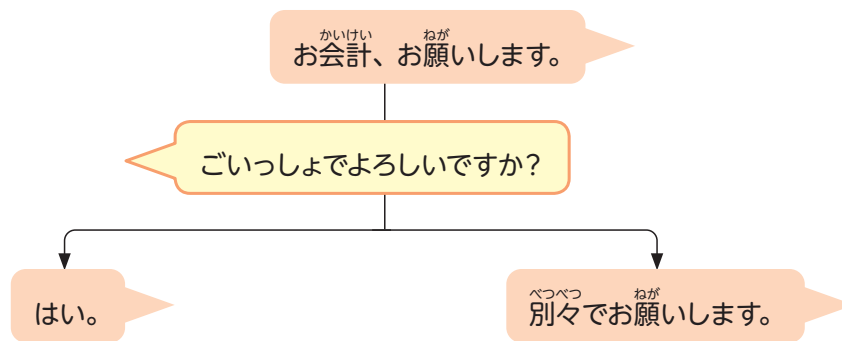 かいけい ねが
お会計、お願いします。
ごいっしょでよろしいですか？
はい。
べつべつ ねが
別々でお願いします。